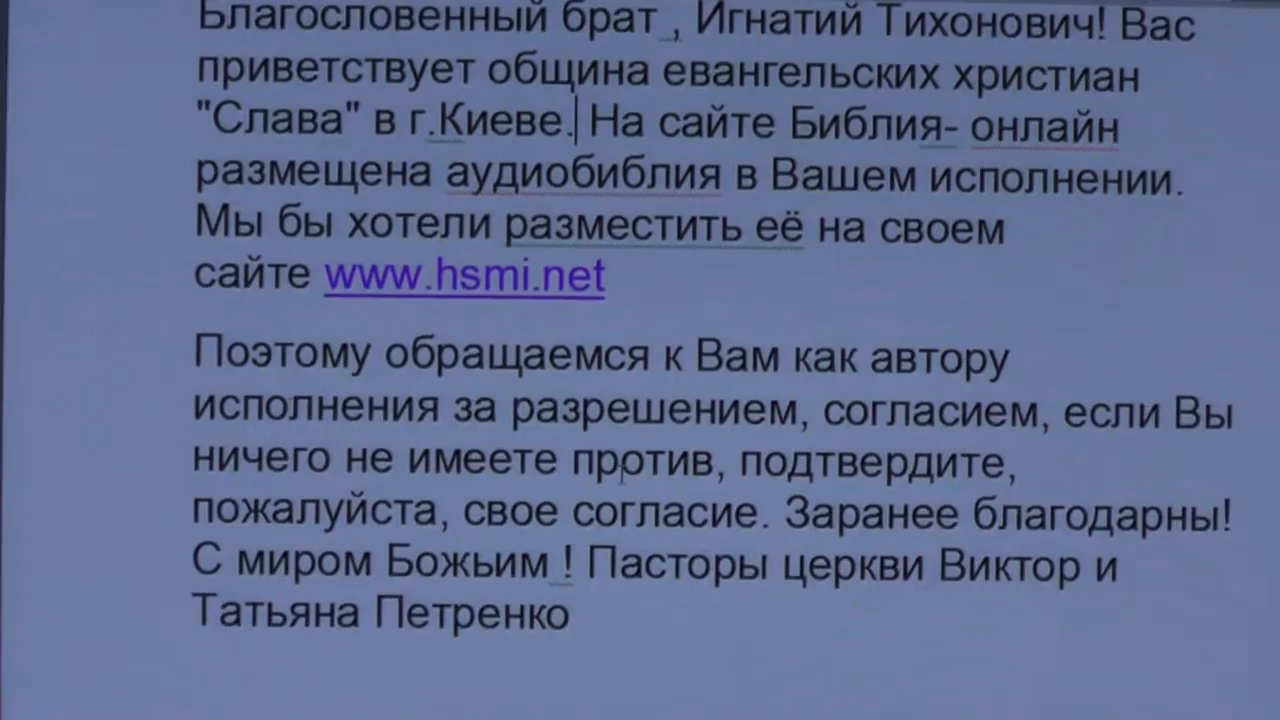 Благословенный брат , Игнатий Тихонович! Вас
приветствует община евангельских христиан
"Слава" в г.Киеве. На сайте Библия- онлайн
размещена аудиобиблия в Вашем исполнении.
Мы бы хотели разместить её на своем
сайте www.hsmi.net
Поэтому обращаемся к Вам как автору
исполнения за разрешением, согласием, если Вы
ничего не имеете против, подтвердите,
пожалуйста, свое согласие. Заранее благодарны!
С миром Божьим ! Пасторы церкви Виктор и
Татьяна Петренко